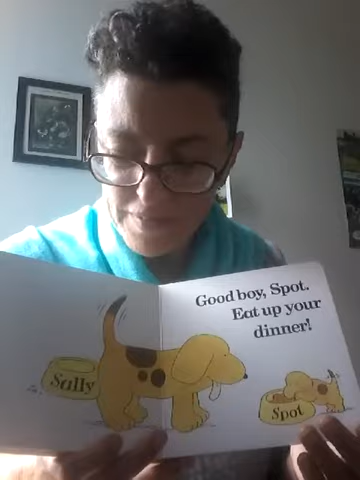 Good boy, Spot.
Eat up your
dinner!
Sally
Spot